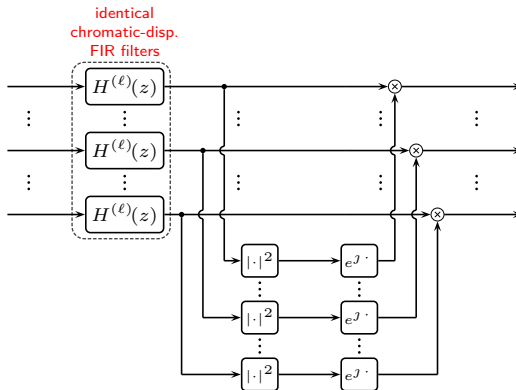 identical
chromatic-disp.
FIR filters
H^{(ℓ)}(z)
⋮ ⋮ ⋮ ⋮ ⋮
H^{(ℓ)}(z)
⋮ ⋮ ⋮ ⋮ ⋮
H^{(ℓ)}(z)
|·|² e^{ȷ·}
⋮ ⋮
|·|² e^{ȷ·}
⋮ ⋮
|·|² e^{ȷ·}